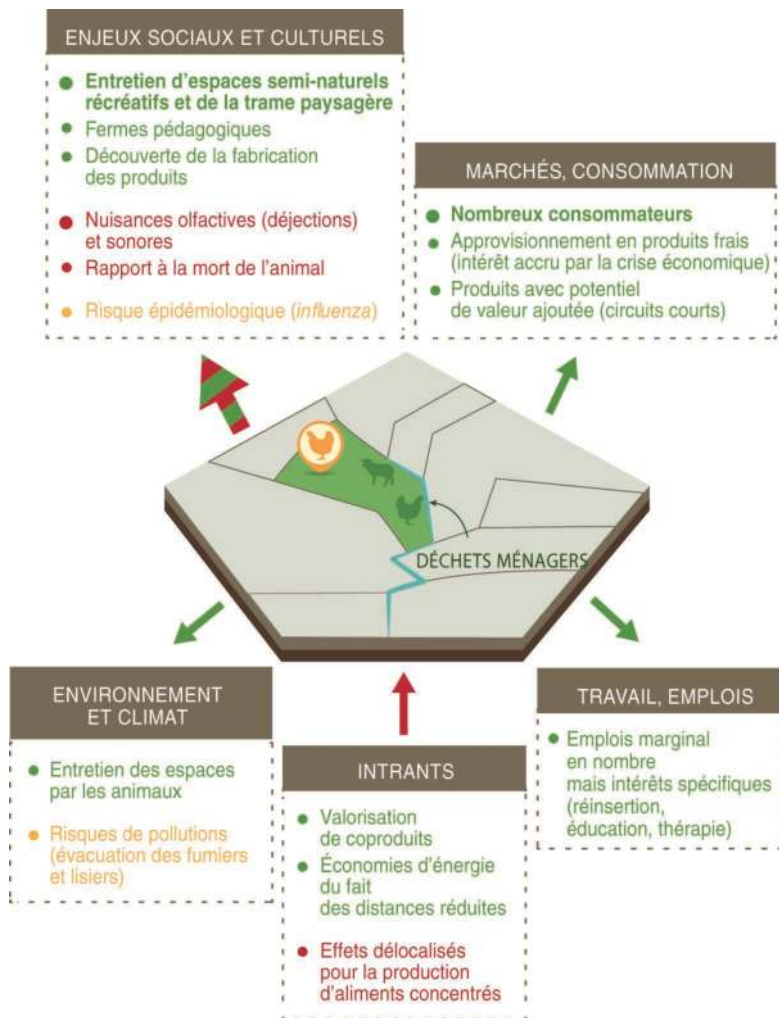 ENJEUX SOCIAUX ET CULTURELS
Entretien d'espaces semi-naturels
récréatifs et de la trame paysagère
Fermes pédagogiques
Découverte de la fabrication
des produits
Nuisances olfactives (déjections)
et sonores
Rapport à la mort de l'animal
Risque épidémiologique (influenza)
MARCHÉS, CONSOMMATION
Nombreux consommateurs
Approvisionnement en produits frais
(intérêt accru par la crise économique)
Produits avec potentiel
de valeur ajoutée (circuits courts)
DÉCHETS MÉNAGERS
ENVIRONNEMENT
ET CLIMAT
Entretien des espaces
par les animaux
Risques de pollutions
(évacuation des fumiers
et lisiers)
INTRANTS
Valorisation
de coproduits
Économies d'énergie
du fait
des distances réduites
Effets délocalisés
pour la production
d'aliments concentrés
TRAVAIL, EMPLOIS
Emplois marginal
en nombre
mais intérêts spécifiques
(réinsertion,
éducation, thérapie)